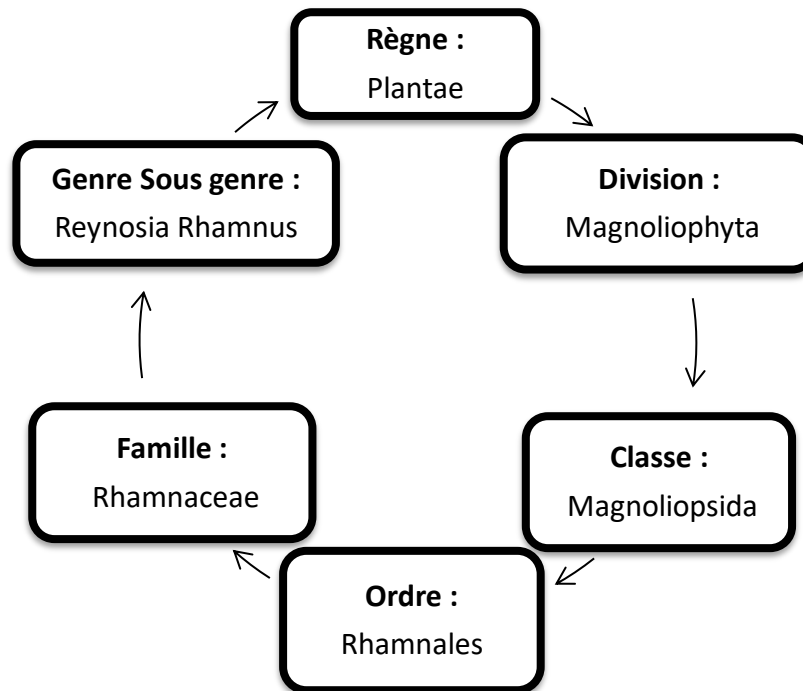 Règne :
Plantae
Division :
Magnoliophyta
Classe :
Magnoliopsida
Ordre :
Rhamnales
Famille :
Rhamnaceae
Genre Sous genre :
Reynosia Rhamnus